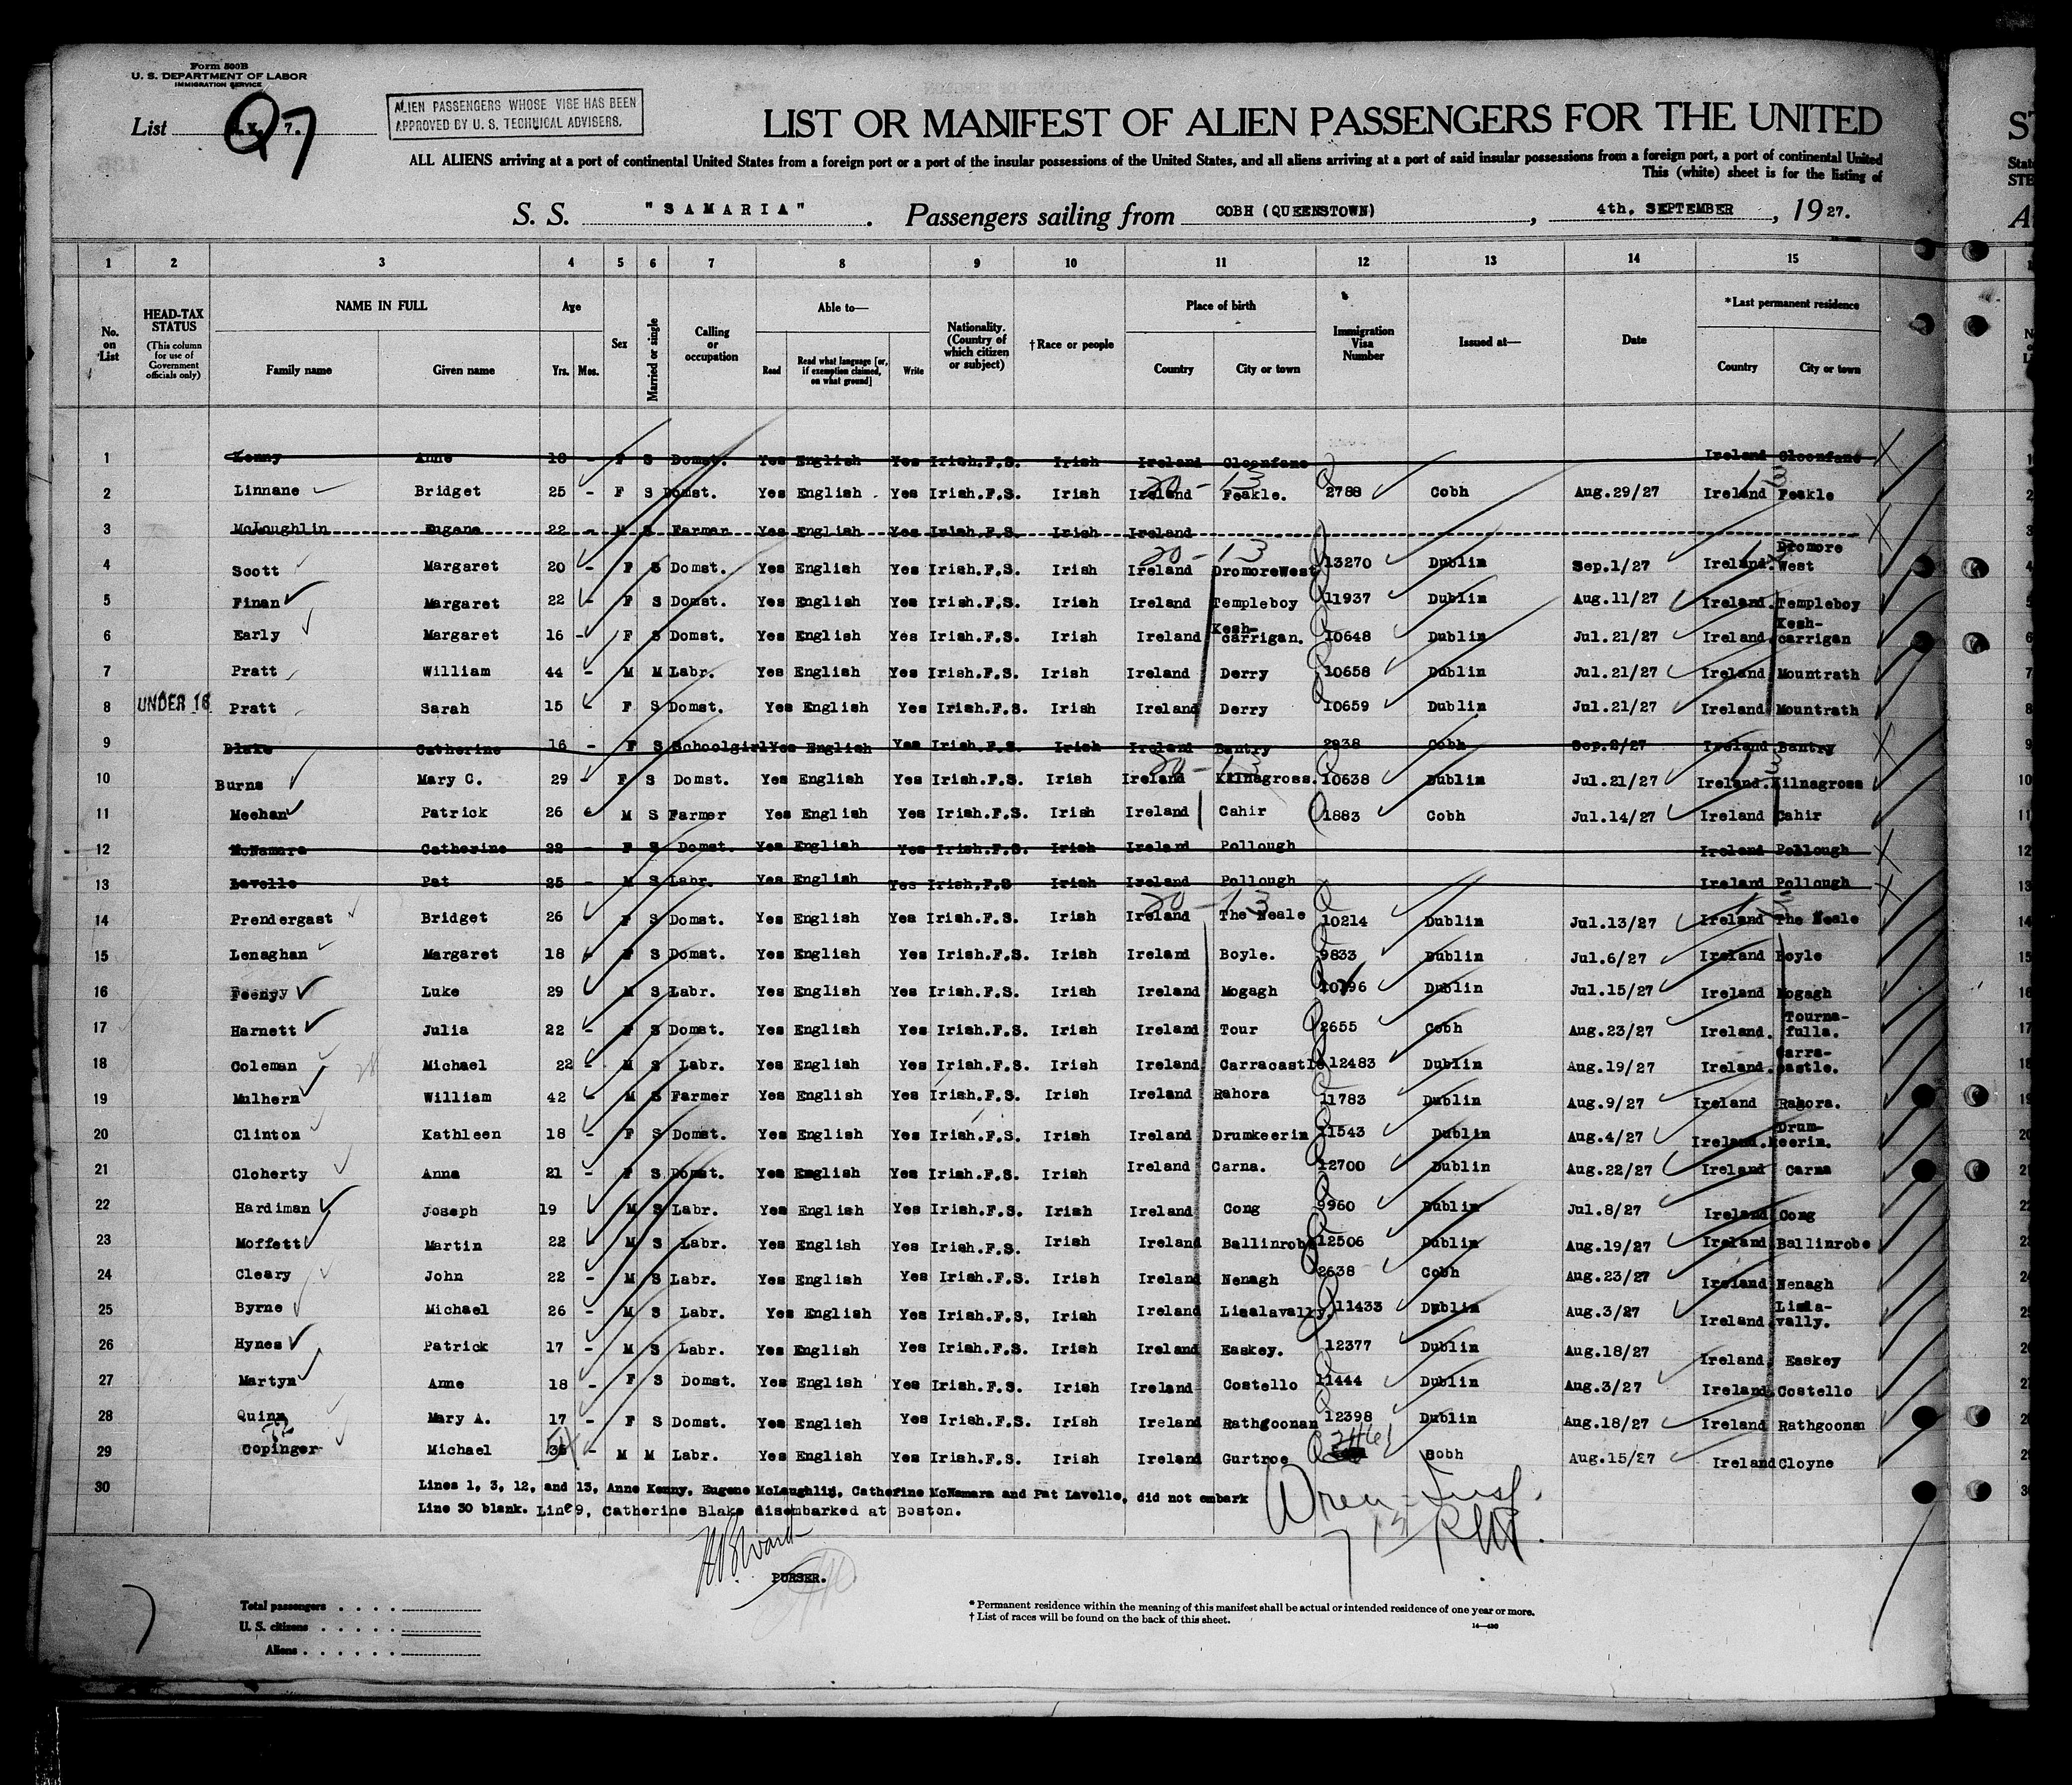 Form 500B
U. S. DEPARTMENT OF LABOR
IMMIGRATION SERVICE
List 7.
Q7
ALIEN PASSENGERS WHOSE VISE HAS BEEN
APPROVED BY U. S. TECHNICAL ADVISERS.
LIST OR MANIFEST OF ALIEN PASSENGERS FOR THE UNITED
ALL ALIENS arriving at a port of continental United States from a foreign port or a port of the insular possessions of the United States, and all aliens arriving at a port of said insular possessions from a foreign port, a port of continental United
This (white) sheet is for the listing of
S. S. "SAMARIA". Passengers sailing from COBH (QUEENSTOWN), 4th. SEPTEMBER, 1927.
1 2 3 4 5 6 7 8 9 10 11 12 13 14 15
No. on List
HEAD-TAX STATUS (This column for use of Government officials only)
NAME IN FULL Family name Given name
Age Yrs. Mos.
Sex
Married or single
Calling or occupation
Able to— Read Read what language [or, if exemption claimed, on what ground] Write
Nationality. (Country of which citizen or subject)
†Race or people
Place of birth Country City or town
Immigration Visa Number
Issued at—
Date
*Last permanent residence Country City or town
1 Kenny Anne 18 - F S Domst. Yes English Yes Irish.F.S. Irish Ireland Cloonfane Ireland Cloonfane
2 Linnane Bridget 25 - F S Domst. Yes English Yes Irish.F.S. Irish Ireland Feakle. 2788 Cobh Aug.29/27 Ireland Feakle
3 McLoughlin Eugene 22 - M S Farman Yes English Yes Irish.F.S. Irish Ireland
4 Scott Margaret 20 - F S Domst. Yes English Yes Irish.F.S. Irish Ireland DromoreWest 13270 Dublin Sep.1/27 Ireland. Dromore West
5 Finan Margaret 22 - F S Domst. Yes English Yes Irish.F.S. Irish Ireland Templeboy 11937 Dublin Aug.11/27 Ireland. Templeboy
6 Early Margaret 16 - F S Domst. Yes English Yes Irish.F.S. Irish Ireland Kesh-carrigan. 10648 Dublin Jul.21/27 Ireland Kesh-carrigan
7 Pratt William 44 - M M Labr. Yes English Yes Irish.F.S. Irish Ireland Derry 10658 Dublin Jul.21/27 Ireland Mountrath
8 UNDER 16 Pratt Sarah 15 F S Domst. Yes English Yes Irish.F.S. Irish Ireland Derry 10659 Dublin Jul.21/27 Ireland Mountrath
9 Blake Catherine 16 - F S Schoolgirl Yes English Yes Irish.F.S. Irish Ireland Bantry 2938 Cobh Sep.2/27 Ireland Bantry
10 Burns Mary C. 29 - F S Domst. Yes English Yes Irish.F.S. Irish Ireland Kilnagross. 10638 Dublin Jul.21/27 Ireland. Kilnagross
11 Meehan Patrick 26 M S Farmer Yes English Yes Irish.F.S. Irish Ireland Cahir 1883 Cobh Jul.14/27 Ireland Cahir
12 McNamara Catherine 22 - F S Domst. Yes English Yes Irish.F.S. Irish Ireland Pollough Ireland Pollough
13 Lavelle Pat 25 - M S Labr. Yes English Yes Irish.F.S Irish Ireland Pollough Ireland Pollough
14 Prendergast Bridget 26 F S Domst. Yes English Yes Irish.F.S. Irish Ireland The Neale 10214 Dublin Jul.13/27 Ireland The Neale
15 Lenaghan Margaret 18 F S Domst. Yes English Yes Irish.F.S. Irish Ireland Boyle. 9833 Dublin Jul.6/27 Ireland Boyle
16 Feeny Luke 29 M S Labr. Yes English Yes Irish.F.S. Irish Ireland Mogagh Dublin Jul.15/27 Ireland Mogagh
17 Harnett Julia 22 - F S Domst. Yes English Yes Irish.F.S. Irish Ireland Tour 2655 Cobh Aug.23/27 Ireland. Tourna-fulla.
18 Coleman Michael 22 - M S Labr. Yes English Yes Irish.F.S. Irish Ireland Carracastle 12483 Dublin Aug.19/27 Ireland. Carra-castle.
19 Mulhern William 42 M S Farmer Yes English Yes Irish.F.S. Irish Ireland Rahora 11783 Dublin Aug.9/27 Ireland Rahora.
20 Clinton Kathleen 18 - F S Domst. Yes English Yes Irish.F.S. Irish Ireland Drumkeerin 11543 Dublin Aug.4/27 Ireland. Drum-keerin.
21 Cloherty Anna 21 - F S Domst. Yes English Yes Irish.F.S. Irish Ireland Carna. 12700 Dublin Aug.22/27 Ireland Carna
22 Hardiman Joseph 19 M S Labr. Yes English Yes Irish.F.S. Irish Ireland Cong 9960 Dublin Jul.8/27 Ireland Cong
23 Moffett Martin 22 - M S Labr. Yes English Yes Irish.F.S. Irish Ireland Ballinrobe 12506 Dublin Aug.19/27 Ireland Ballinrobe
24 Cleary John 22 - M S Labr. Yes English Yes Irish.F.S. Irish Ireland Nenagh 2638 Cobh Aug.23/27 Ireland Nenagh
25 Byrne Michael 26 - M S Labr. Yes English Yes Irish.F.S. Irish Ireland Lisalavally. 11433 Dublin Aug.3/27 Ireland Lisla-vally.
26 Hynes Patrick 17 - M S Labr. Yes English Yes Irish.F.S. Irish Ireland Easkey. 12377 Dublin Aug.18/27 Ireland Easkey
27 Martyn Anne 18 - F S Domst. Yes English Yes Irish.F.S. Irish Ireland Costello 11444 Dublin Aug.3/27 Ireland Costello
28 Quinn Mary A. 17 - F S Domst. Yes English Yes Irish.F.S. Irish Ireland Rathgoonan 12398 Dublin Aug.18/27 Ireland Rathgoonan
29 Copinger Michael 36 - M M Labr. Yes English Yes Irish.F.S. Irish Ireland Gurtroe 2461 Cobh Aug.15/27 Ireland Cloyne
30 Lines 1, 3, 12, and 13, Anne Kenny, Eugene McLaughlin, Catherine McNamara and Pat Lavelle, did not embark
Line 30 blank. Line 9, Catherine Blake disembarked at Boston.
PURSER.
Total passengers
U. S. citizens
Aliens
* Permanent residence within the meaning of this manifest shall be actual or intended residence of one year or more.
† List of races will be found on the back of this sheet.
14—430